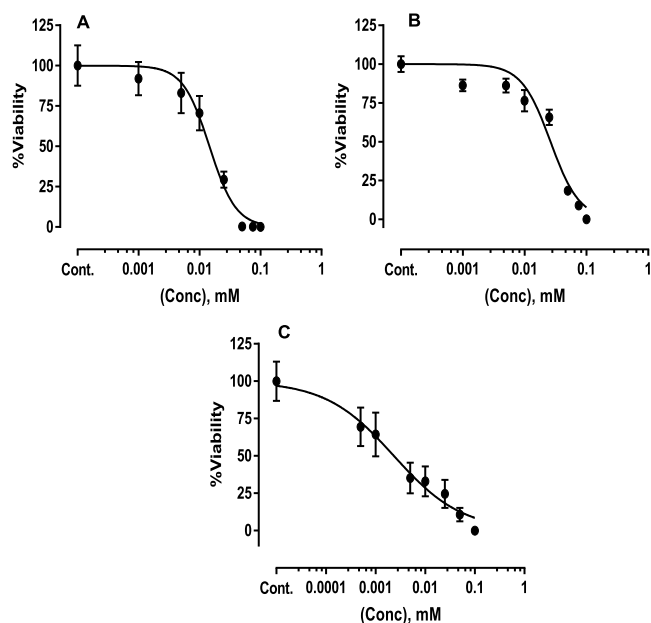 A
125
100
75
50
25
0
%Viability
Cont. 0.001 0.01 0.1 1
(Conc), mM
B
125
100
75
50
25
0
%Viability
Cont. 0.001 0.01 0.1 1
(Conc), mM
C
125
100
75
50
25
0
%Viability
Cont. 0.0001 0.001 0.01 0.1 1
(Conc), mM